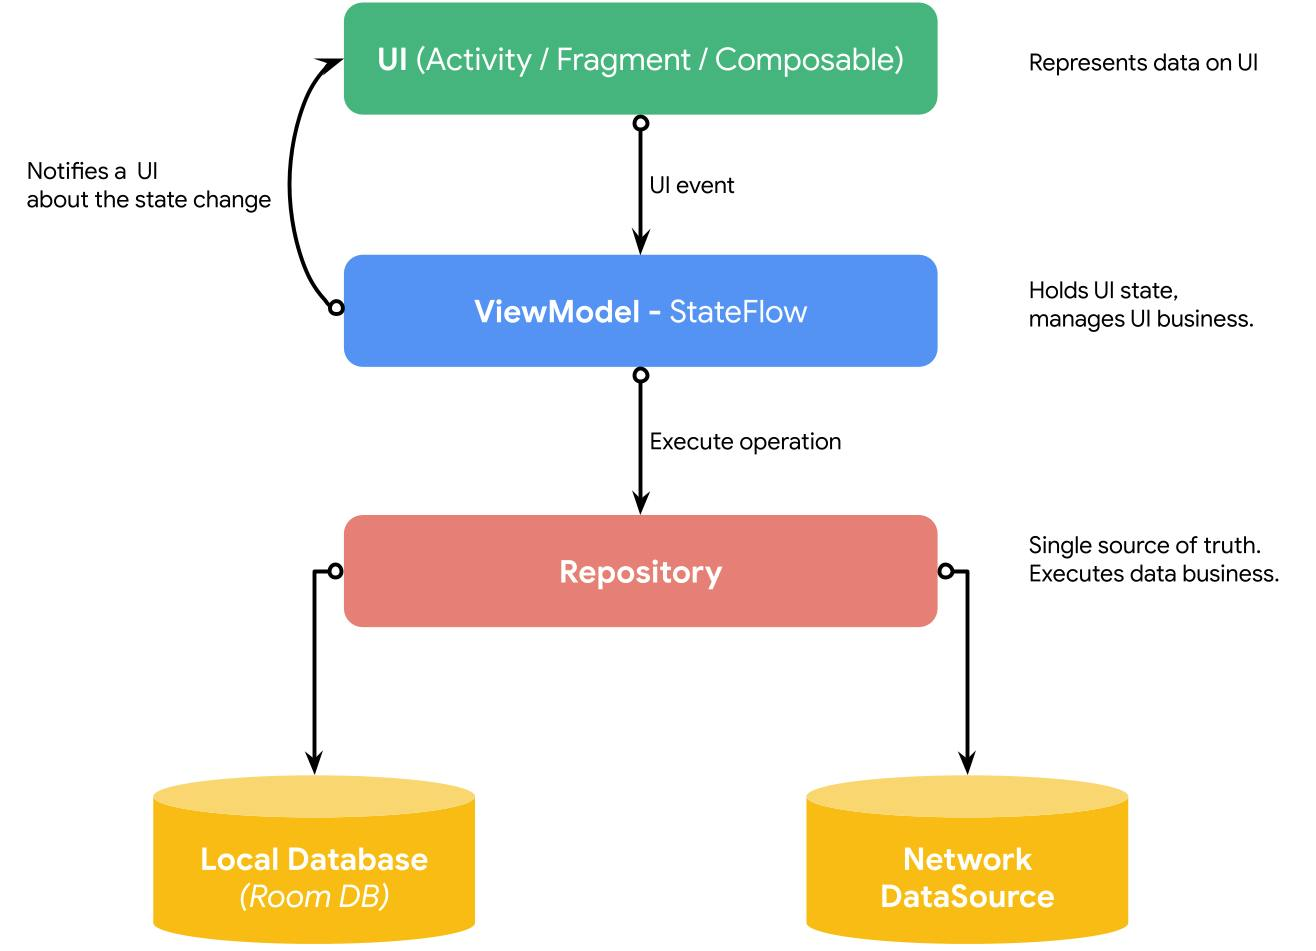 UI (Activity / Fragment / Composable)
Represents data on UI
Notifies a UI
about the state change
UI event
ViewModel - StateFlow
Holds UI state,
manages UI business.
Execute operation
Repository
Single source of truth.
Executes data business.
Local Database
(Room DB)
Network
DataSource